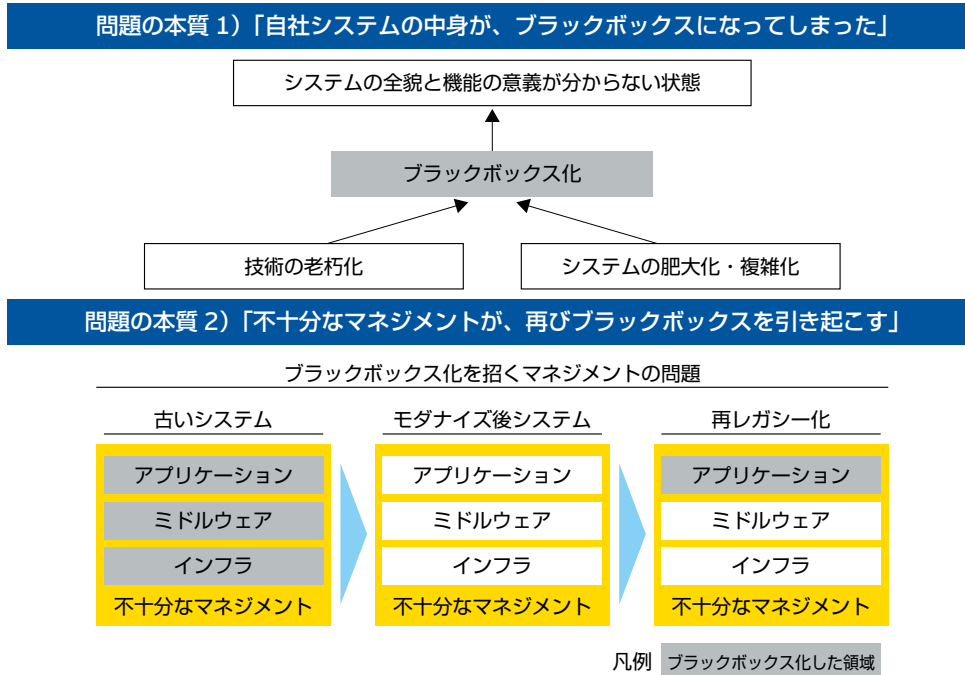 問題の本質 1）「自社システムの中身が、ブラックボックスになってしまった」
システムの全貌と機能の意義が分からない状態
ブラックボックス化
技術の老朽化
システムの肥大化・複雑化
問題の本質 2）「不十分なマネジメントが、再びブラックボックスを引き起こす」
ブラックボックス化を招くマネジメントの問題
古いシステム
アプリケーション
ミドルウェア
インフラ
不十分なマネジメント
モダナイズ後システム
アプリケーション
ミドルウェア
インフラ
不十分なマネジメント
再レガシー化
アプリケーション
ミドルウェア
インフラ
不十分なマネジメント
凡例 ブラックボックス化した領域